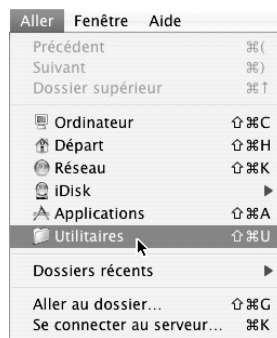 Aller Fenêtre Aide
Précédent ⌘(
Suivant ⌘)
Dossier supérieur ⌘↑
Ordinateur ⇧⌘C
Départ ⇧⌘H
Réseau ⇧⌘K
iDisk ▶
Applications ⇧⌘A
Utilitaires ⇧⌘U
Dossiers récents ▶
Aller au dossier... ⇧⌘G
Se connecter au serveur... ⌘K